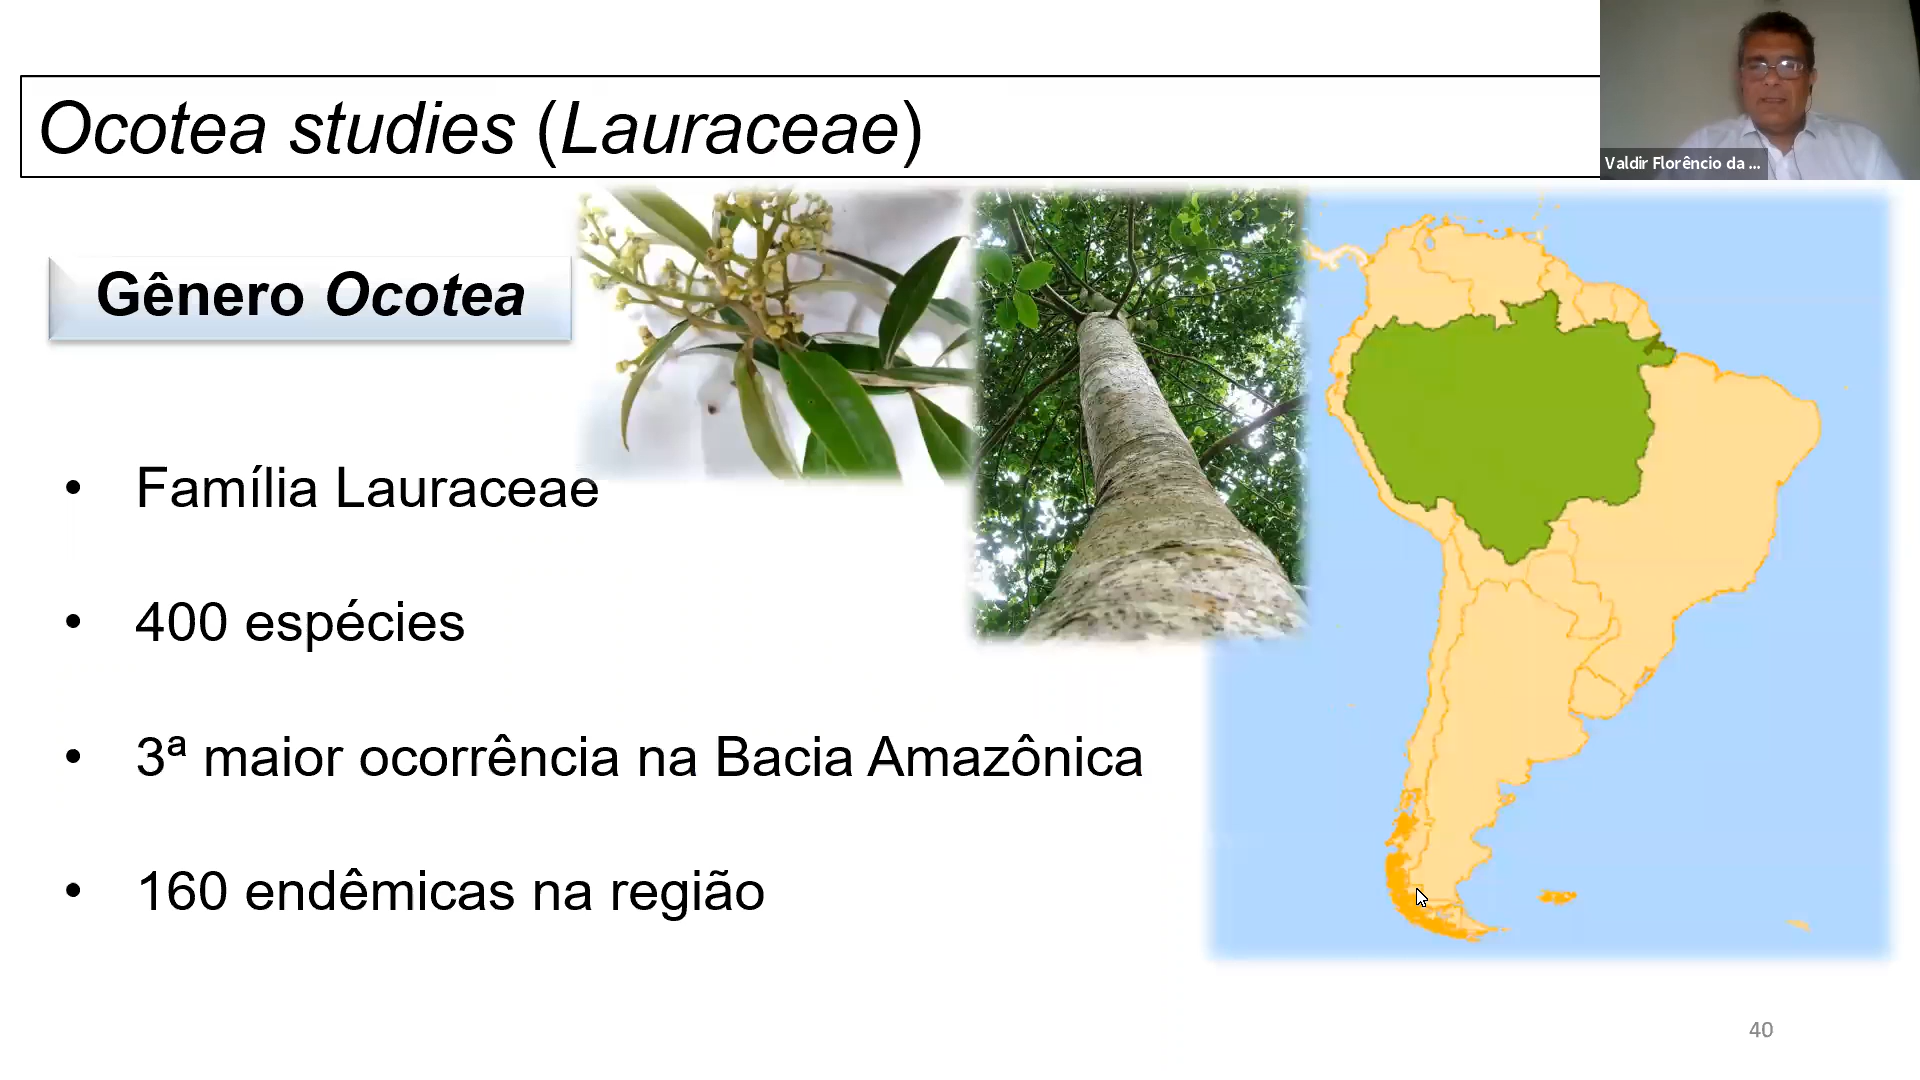 Ocotea studies (Lauraceae)
Valdir Florêncio da ...
Gênero Ocotea
• Família Lauraceae
• 400 espécies
• 3ª maior ocorrência na Bacia Amazônica
• 160 endêmicas na região
40